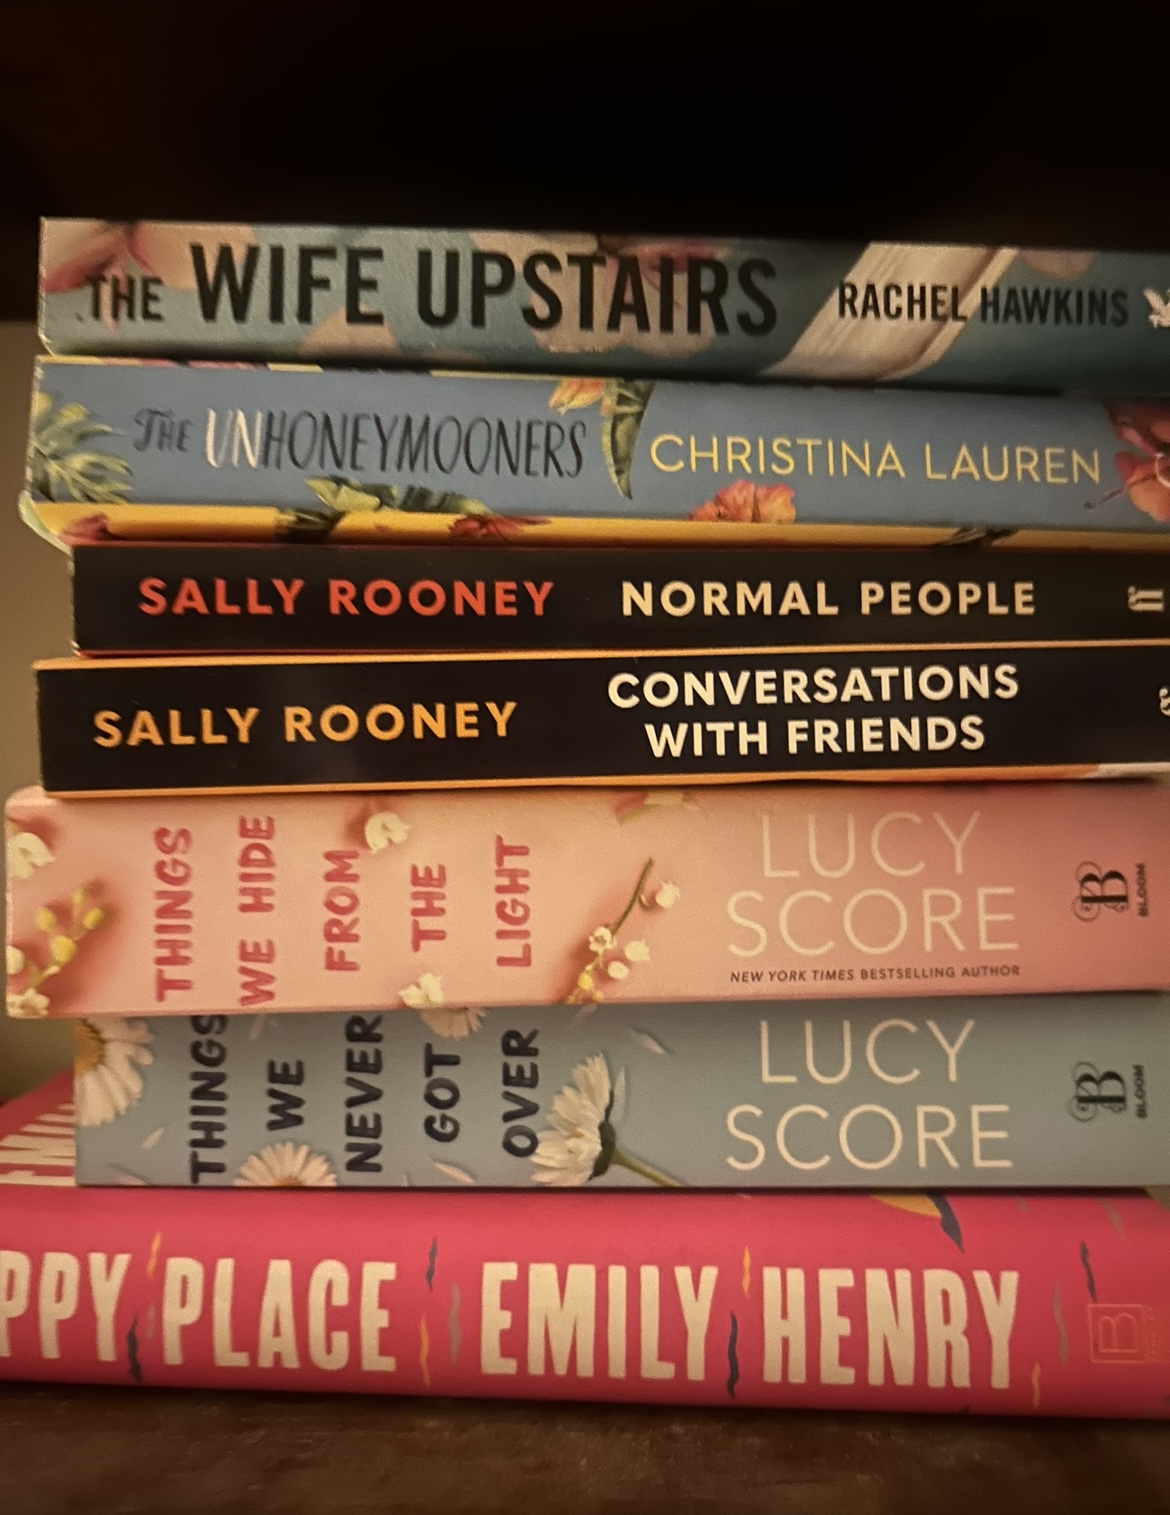 THE WIFE UPSTAIRS RACHEL HAWKINS
THE UNHONEYMOONERS CHRISTINA LAUREN
SALLY ROONEY NORMAL PEOPLE ff
SALLY ROONEY CONVERSATIONS
WITH FRIENDS
THINGS
WE HIDE
FROM
THE
LIGHT
LUCY
SCORE
NEW YORK TIMES BESTSELLING AUTHOR
B
BLOOM
THINGS
WE
NEVER
GOT
OVER
LUCY
SCORE
B
BLOOM
PPY PLACE EMILY HENRY
B